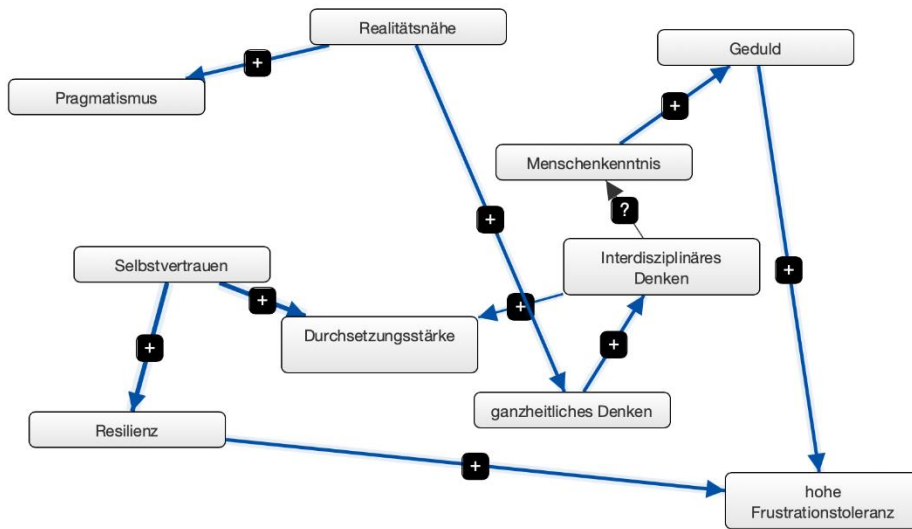 Realitätsnähe
Geduld
+
Pragmatismus
+
Menschenkenntnis
?
+
Interdisziplinäres
Denken
Selbstvertrauen
+
+
+
Durchsetzungsstärke
+
+
ganzheitliches Denken
Resilienz
+
hohe
Frustrationstoleranz